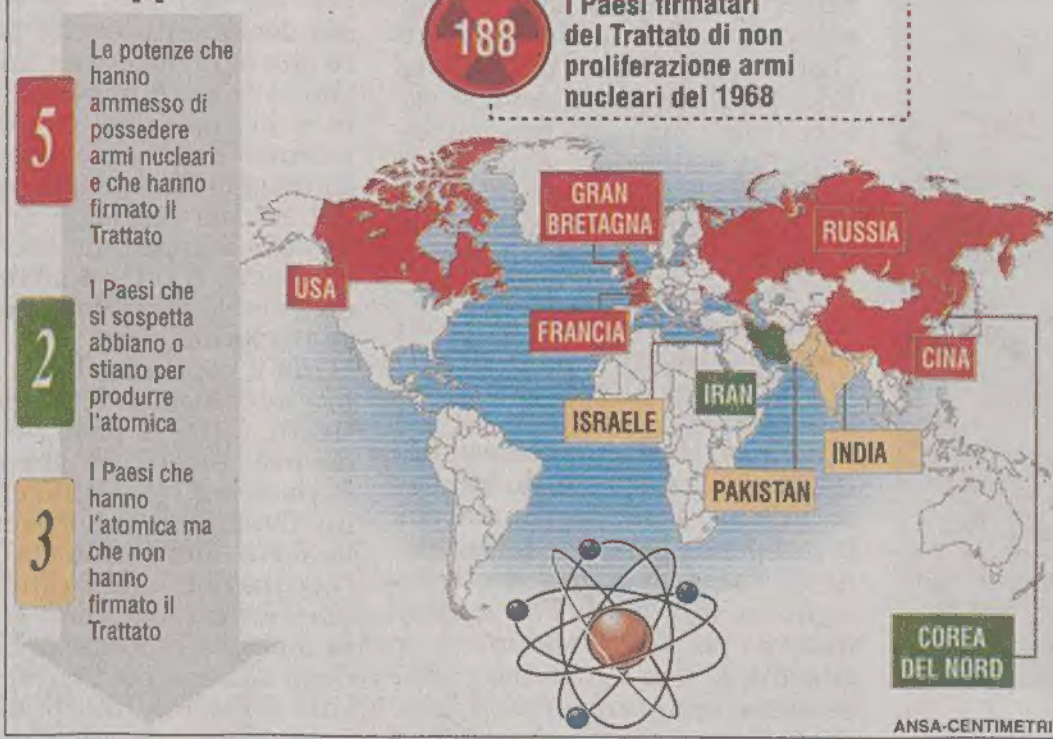 188
I Paesi firmatari
del Trattato di non
proliferazione armi
nucleari del 1968
5
Le potenze che
hanno
ammesso di
possedere
armi nucleari
e che hanno
firmato il
Trattato
2
I Paesi che
si sospetta
abbiano o
stiano per
produrre
l'atomica
3
I Paesi che
hanno
l'atomica ma
che non
hanno
firmato il
Trattato
USA
GRAN
BRETAGNA
FRANCIA
RUSSIA
CINA
ISRAELE
IRAN
INDIA
PAKISTAN
COREA
DEL NORD
ANSA-CENTIMETRI